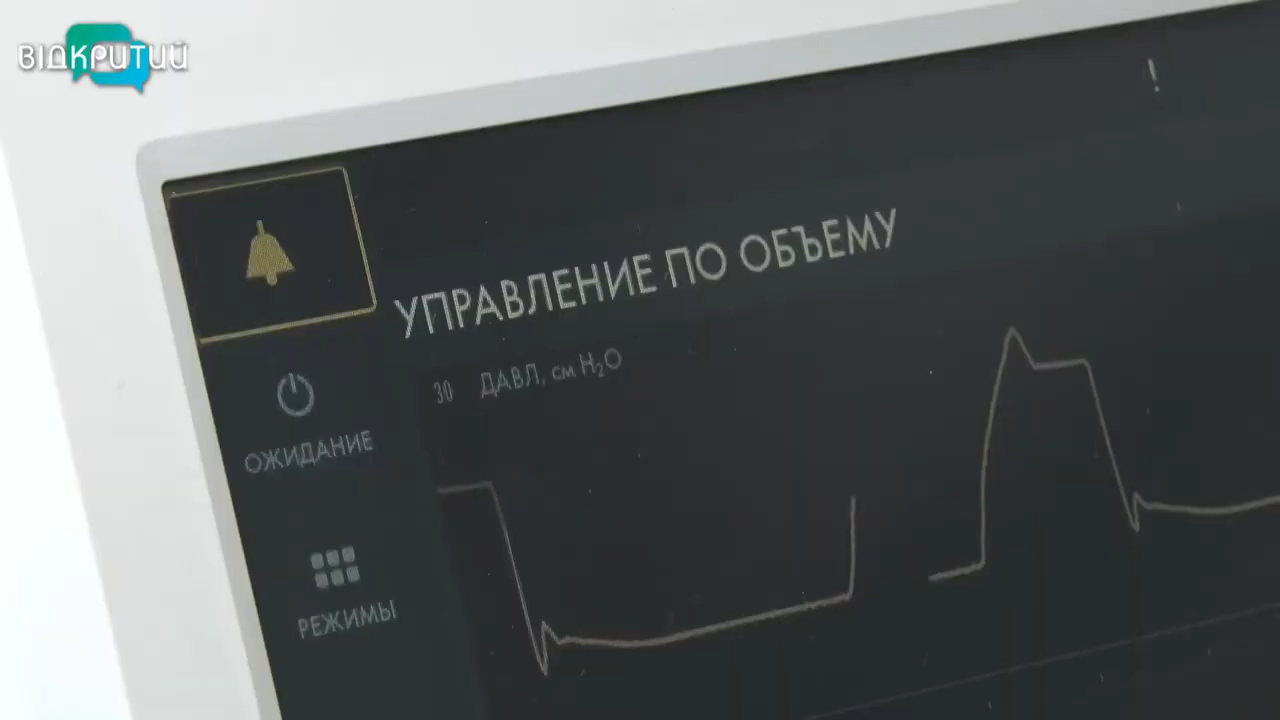 ВІДКРИТИЙ
!
УПРАВЛЕНИЕ ПО ОБЪЕМУ
30 ДАВЛ, см H₂O
ОЖИДАНИЕ
РЕЖИМЫ